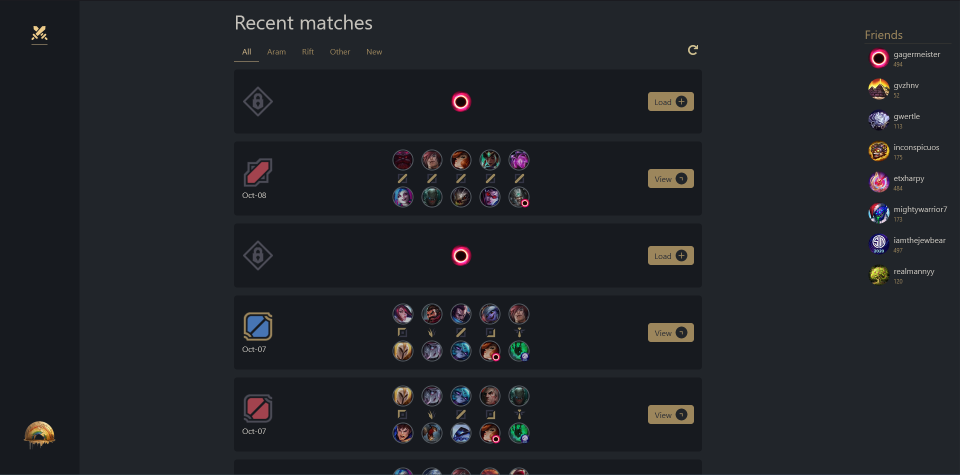 Recent matches
All Aram Rift Other New
Load
Oct-08
View
Load
Oct-07
View
Oct-07
View
Friends
gagermeister
494
gvzhnv
52
gwertle
113
inconspicuos
175
etxharpy
484
mightywarrior7
173
iamthejewbear
497
realmannyy
120